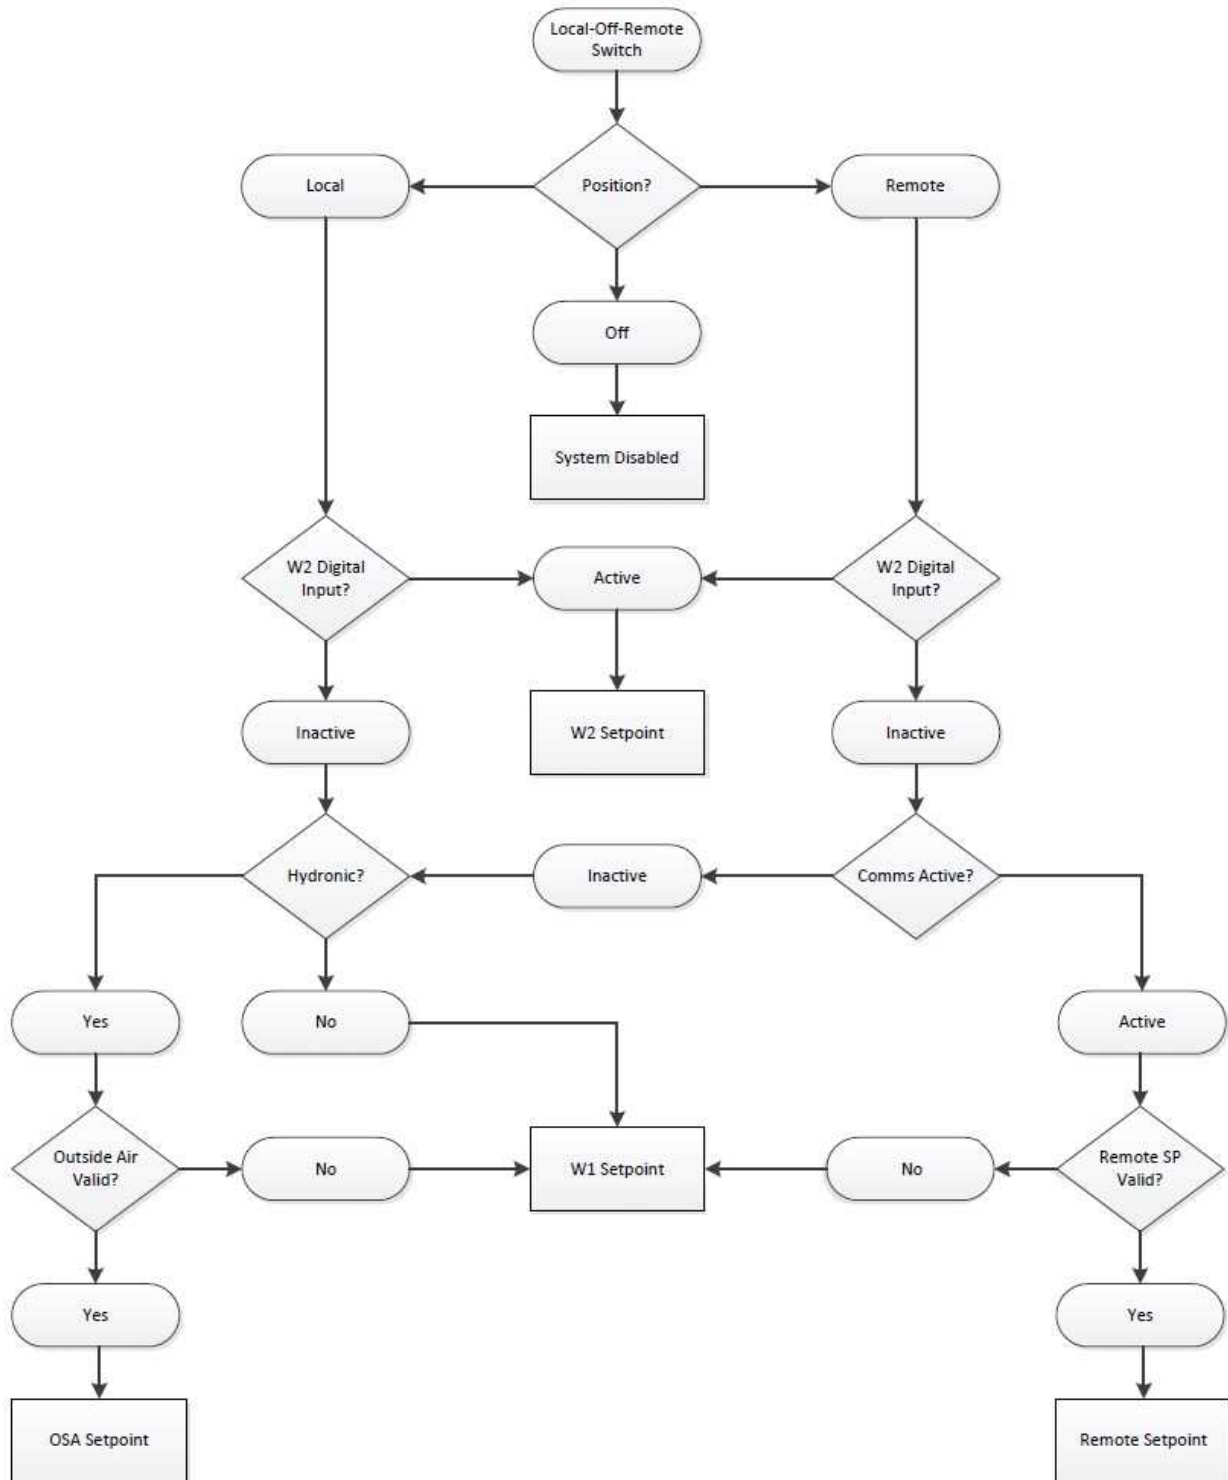 Local-Off-Remote
Switch
Local
Position?
Remote
Off
System Disabled
W2 Digital
Input?
Active
W2 Digital
Input?
Inactive
W2 Setpoint
Inactive
Hydronic?
Inactive
Comms Active?
Yes
No
Active
Outside Air
Valid?
No
W1 Setpoint
No
Remote SP
Valid?
Yes
Yes
OSA Setpoint
Remote Setpoint